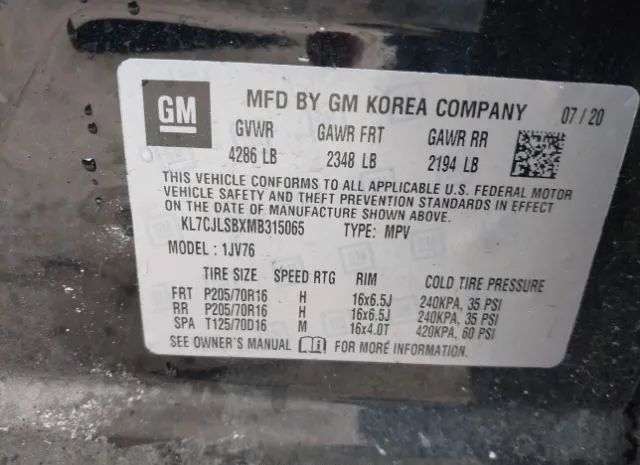 GM
MFD BY GM KOREA COMPANY 07 / 20
GVWR GAWR FRT GAWR RR
4286 LB 2348 LB 2194 LB
THIS VEHICLE CONFORMS TO ALL APPLICABLE U.S. FEDERAL MOTOR
VEHICLE SAFETY AND THEFT PREVENTION STANDARDS IN EFFECT
ON THE DATE OF MANUFACTURE SHOWN ABOVE.
KL7CJLSBXMB315065 TYPE: MPV
MODEL : 1JV76
TIRE SIZE SPEED RTG RIM COLD TIRE PRESSURE
FRT P205/70R16 H 16x6.5J 240KPA, 35 PSI
RR P205/70R16 H 16x6.5J 240KPA, 35 PSI
SPA T125/70D16 M 16x4.0T 420KPA, 60 PSI
SEE OWNER'S MANUAL FOR MORE INFORMATION.